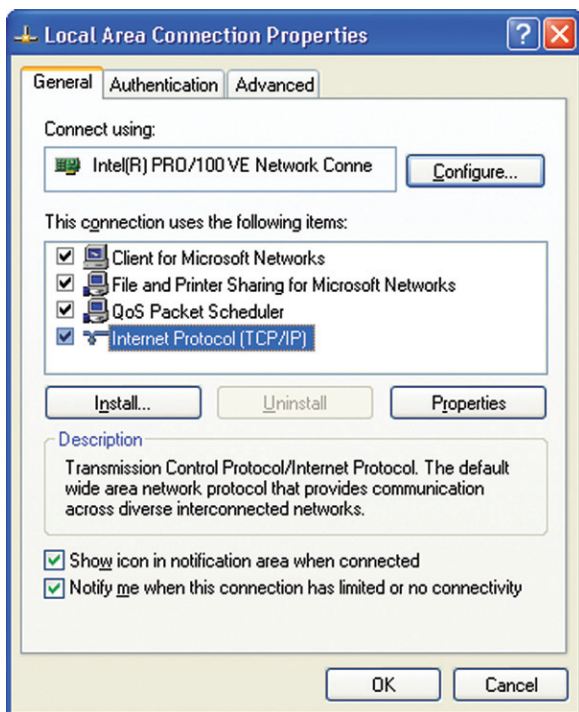 Local Area Connection Properties
General
Authentication
Advanced
Connect using:
Intel(R) PRO/100 VE Network Conne
Configure...
This connection uses the following items:
Client for Microsoft Networks
File and Printer Sharing for Microsoft Networks
QoS Packet Scheduler
Internet Protocol (TCP/IP)
Install...
Uninstall
Properties
Description
Transmission Control Protocol/Internet Protocol. The default
wide area network protocol that provides communication
across diverse interconnected networks.
Show icon in notification area when connected
Notify me when this connection has limited or no connectivity
OK
Cancel